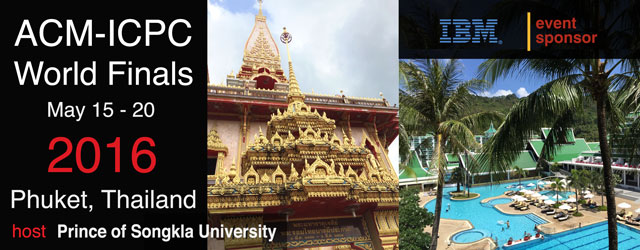 ACM-ICPC
World Finals
May 15 - 20
2016
Phuket, Thailand
host Prince of Songkla University
IBM®
event
sponsor